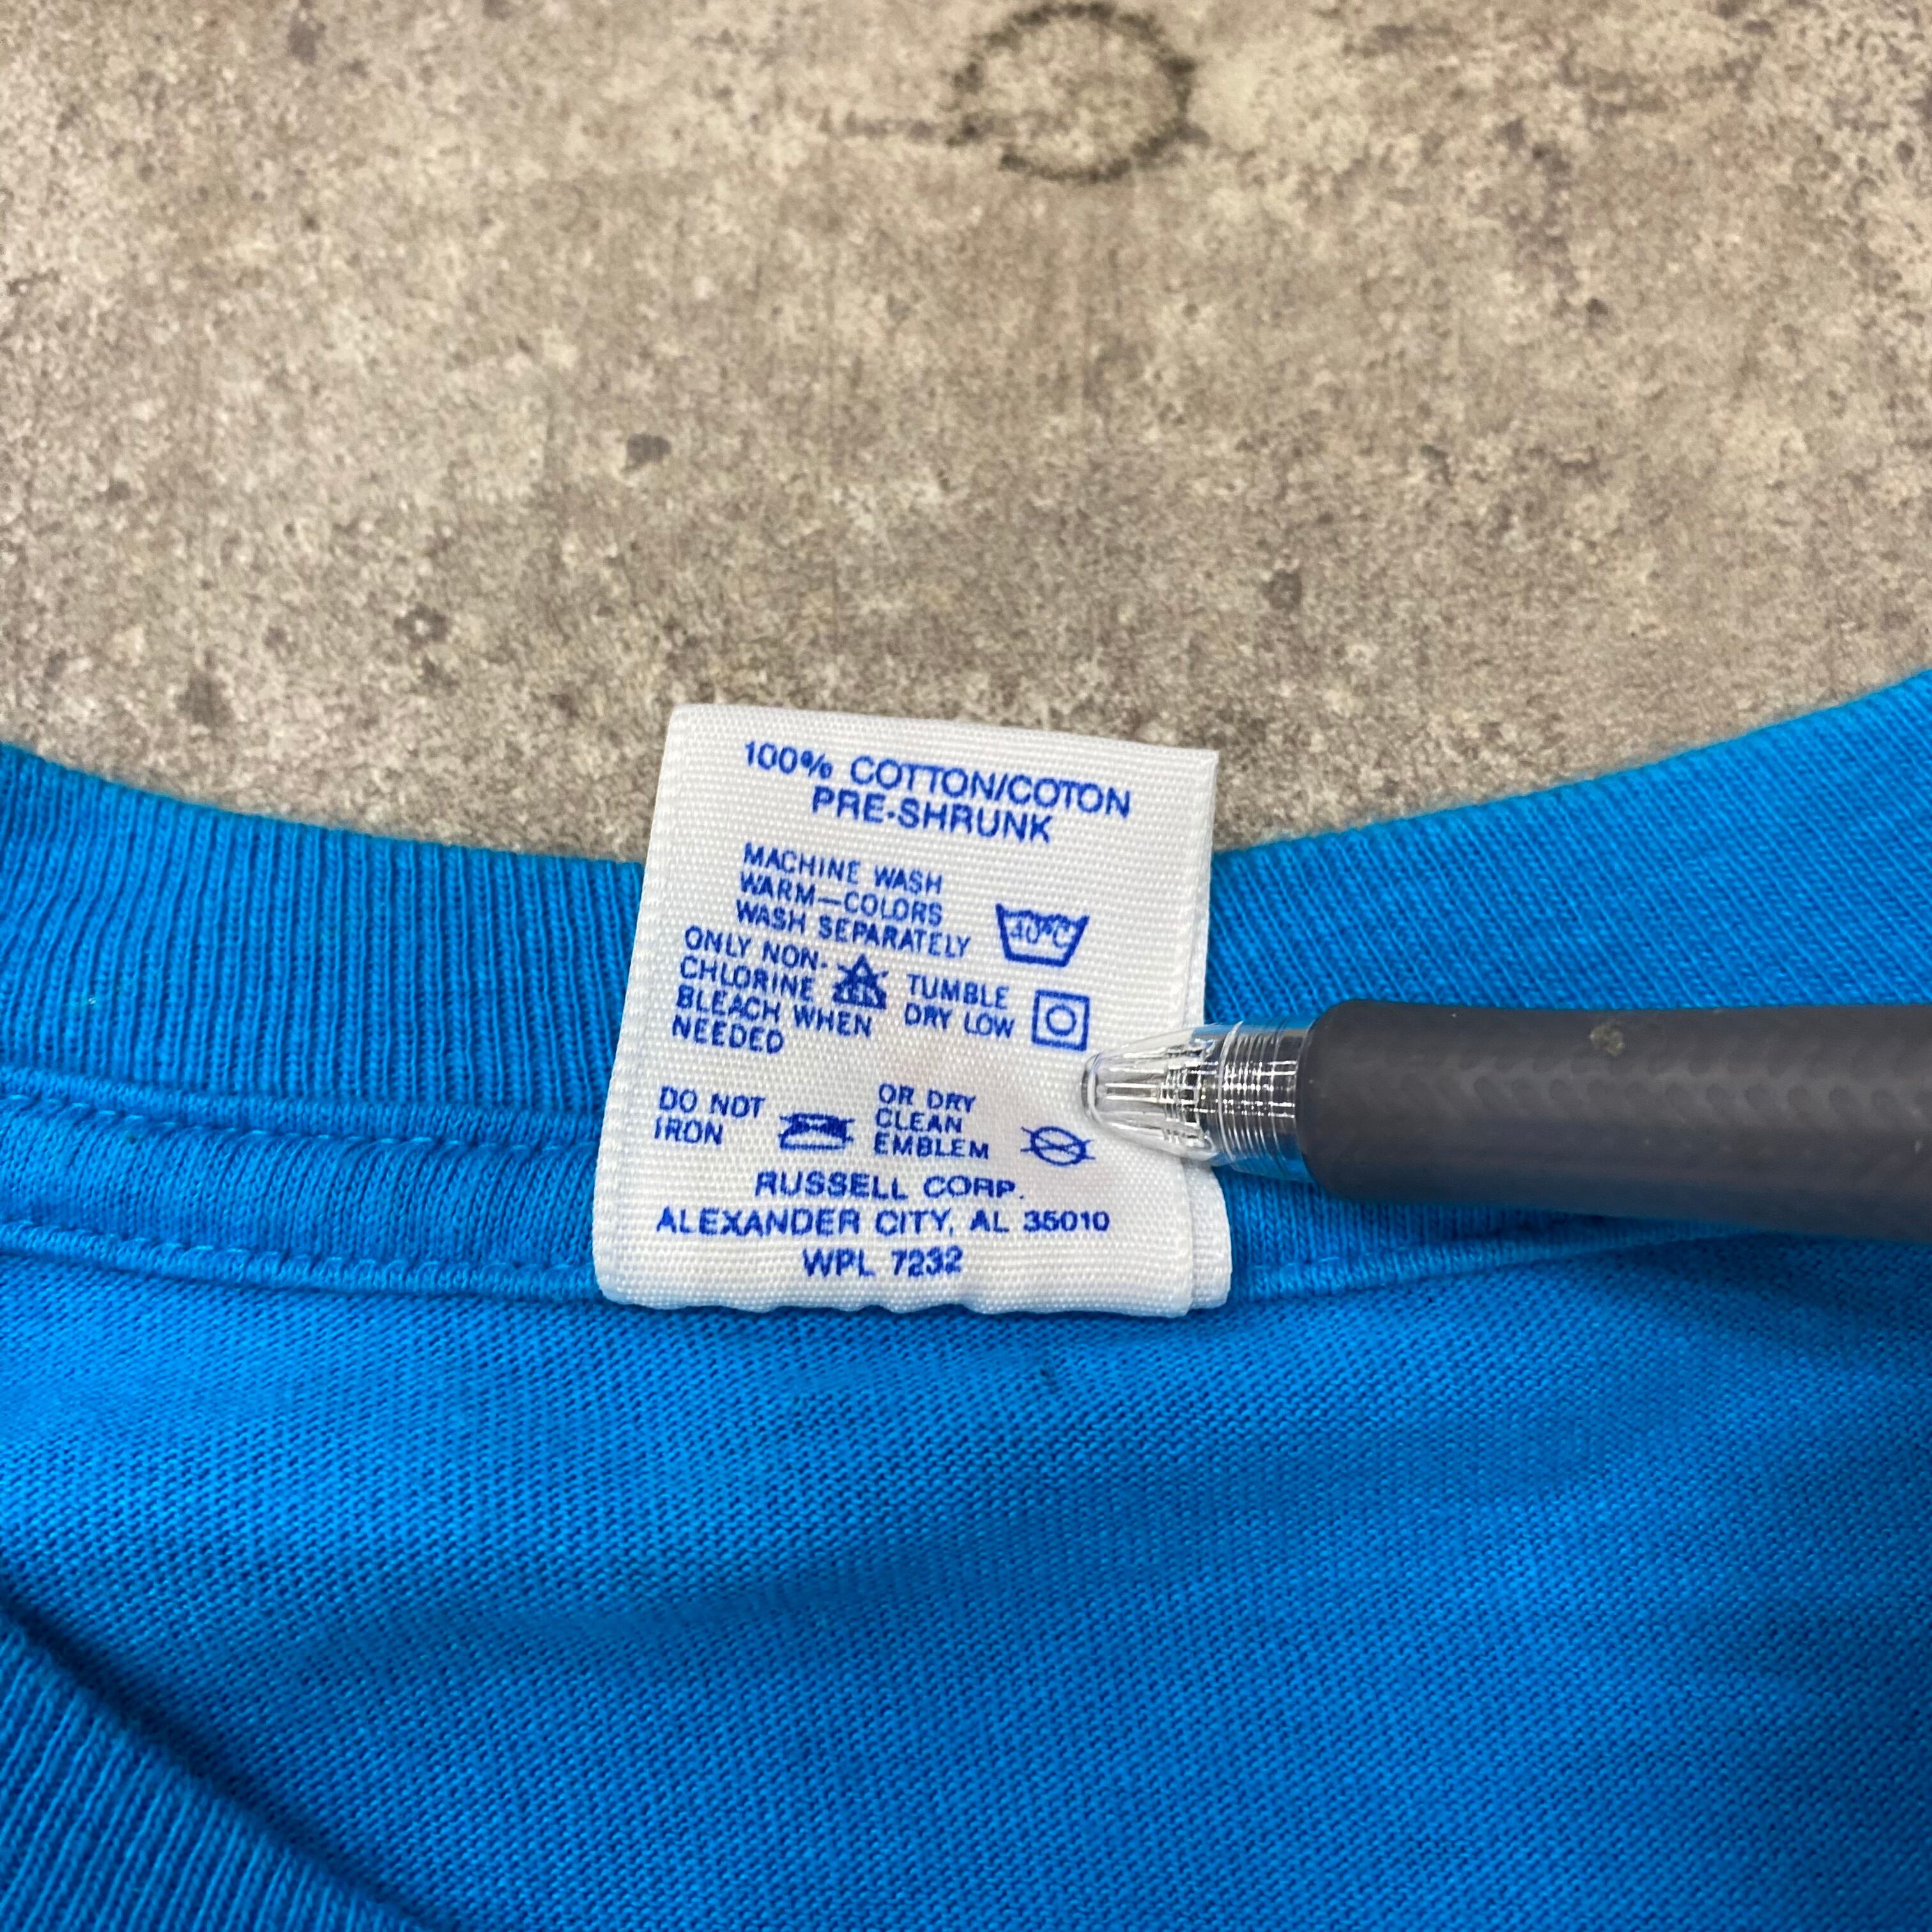 100% COTTON/COTON
PRE-SHRUNK
MACHINE WASH
WARM—COLORS
WASH SEPARATELY
40°C
ONLY NON-
CHLORINE
BLEACH WHEN
NEEDED
TUMBLE
DRY LOW
DO NOT
IRON
OR DRY
CLEAN
EMBLEM
RUSSELL CORP.
ALEXANDER CITY, AL 35010
WPL 7232